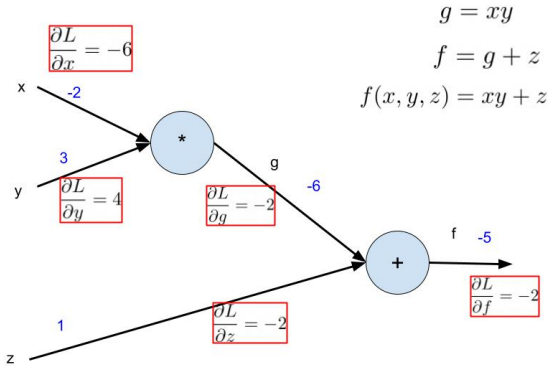 g = xy
∂L/∂x = −6
f = g + z
x
-2
f(x, y, z) = xy + z
*
3
g
y
∂L/∂y = 4
∂L/∂g = −2
-6
f
-5
+
∂L/∂f = −2
1
∂L/∂z = −2
z